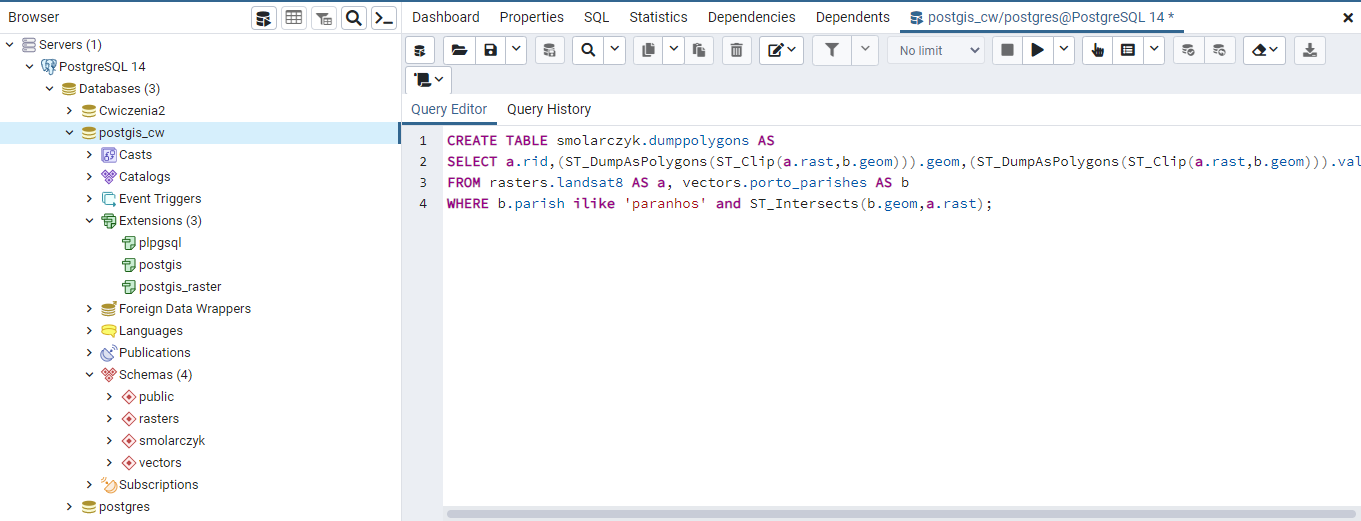 Browser
Servers (1)
PostgreSQL 14
Databases (3)
Cwiczenia2
postgis_cw
Casts
Catalogs
Event Triggers
Extensions (3)
plpgsql
postgis
postgis_raster
Foreign Data Wrappers
Languages
Publications
Schemas (4)
public
rasters
smolarczyk
vectors
Subscriptions
postgres
Dashboard Properties SQL Statistics Dependencies Dependents postgis_cw/postgres@PostgreSQL 14 *
No limit
Query Editor Query History
1 CREATE TABLE smolarczyk.dumppolygons AS
2 SELECT a.rid,(ST_DumpAsPolygons(ST_Clip(a.rast,b.geom))).geom,(ST_DumpAsPolygons(ST_Clip(a.rast,b.geom))).val
3 FROM rasters.landsat8 AS a, vectors.porto_parishes AS b
4 WHERE b.parish ilike 'paranhos' and ST_Intersects(b.geom,a.rast);